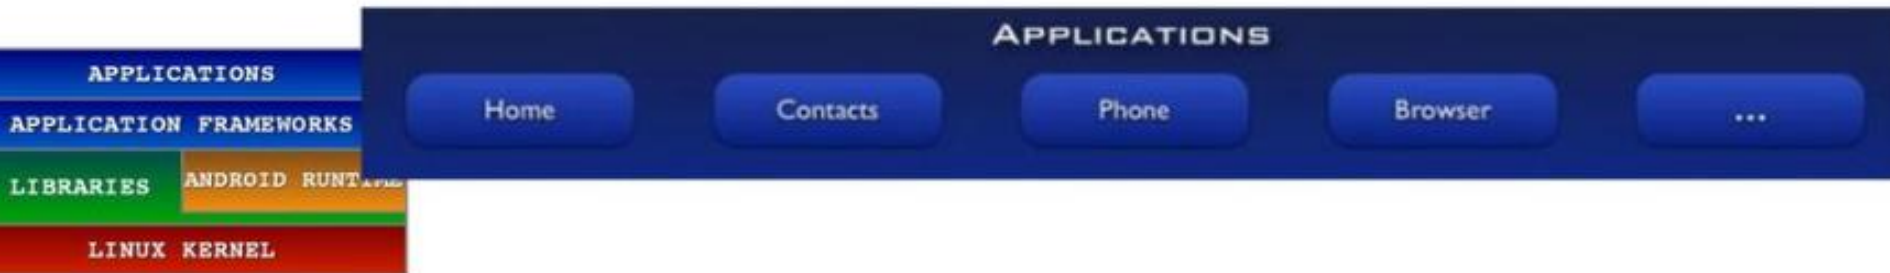 APPLICATIONS
APPLICATION FRAMEWORKS
LIBRARIES
ANDROID
LINUX KERNEL
APPLICATIONS
Home
Contacts
Phone
Browser
...